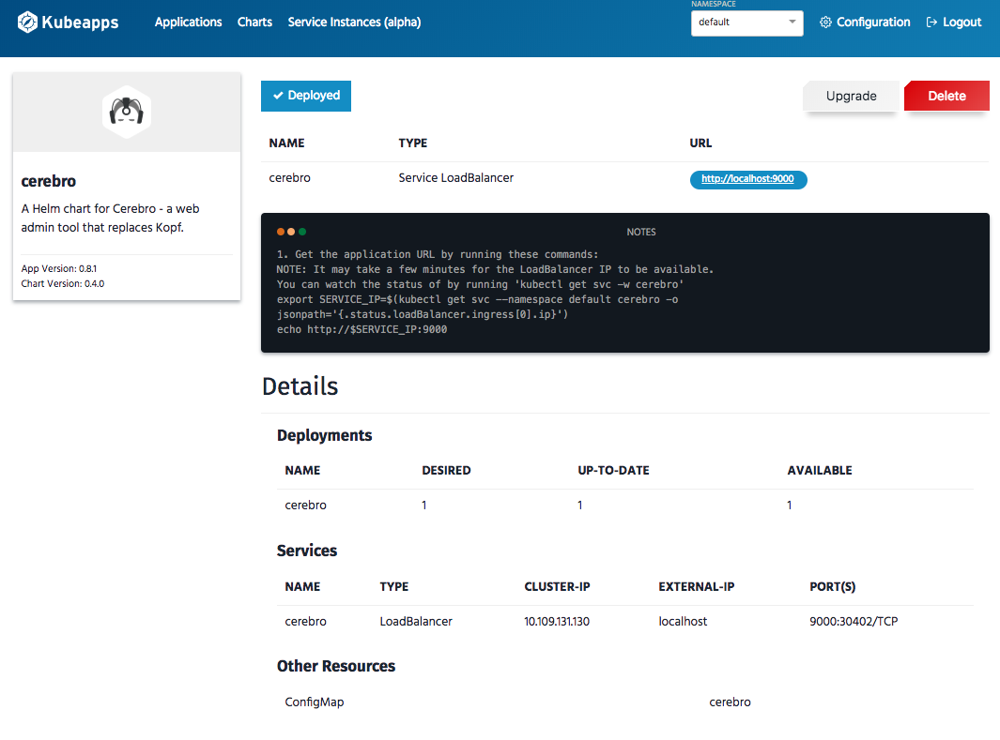 Kubeapps Applications Charts Service Instances (alpha) NAMESPACE default Configuration Logout
Deployed Upgrade Delete
cerebro
A Helm chart for Cerebro - a web
admin tool that replaces Kopf.
App Version: 0.8.1
Chart Version: 0.4.0
NAME TYPE URL
cerebro Service LoadBalancer http://localhost:9000
NOTES
1. Get the application URL by running these commands:
NOTE: It may take a few minutes for the LoadBalancer IP to be available.
You can watch the status of by running 'kubectl get svc -w cerebro'
export SERVICE_IP=$(kubectl get svc --namespace default cerebro -o
jsonpath='{.status.loadBalancer.ingress[0].ip}')
echo http://$SERVICE_IP:9000
Details
Deployments
NAME DESIRED UP-TO-DATE AVAILABLE
cerebro 1 1 1
Services
NAME TYPE CLUSTER-IP EXTERNAL-IP PORT(S)
cerebro LoadBalancer 10.109.131.130 localhost 9000:30402/TCP
Other Resources
ConfigMap cerebro